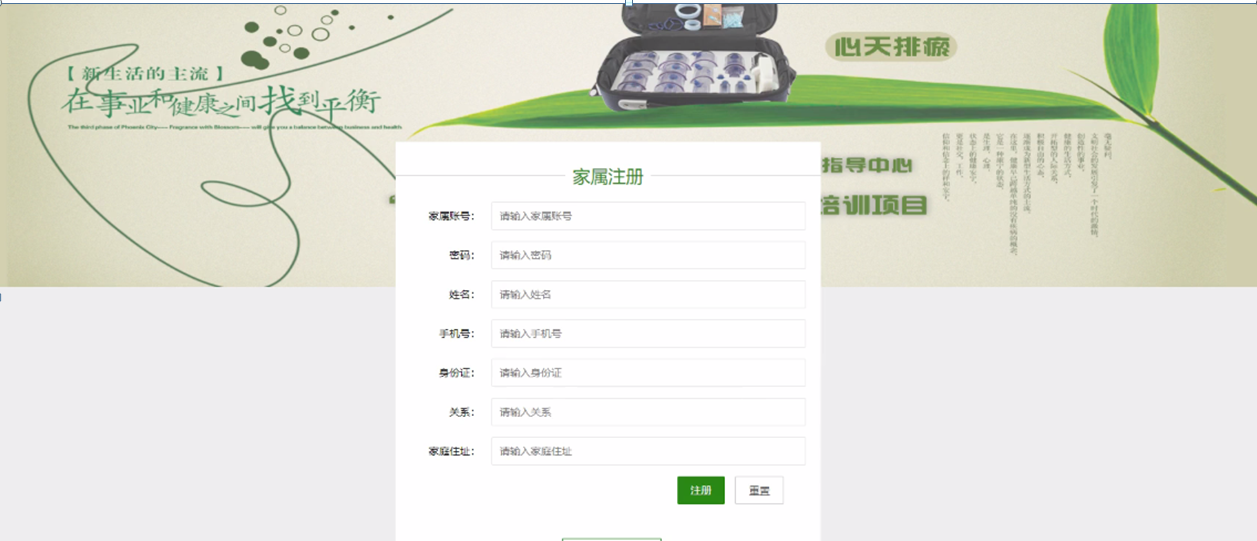 【 新生活的主流 】
在事业和健康之间找到平衡
The third phase of Phoenix City—— Fragrance with Blossom—— will give you a balance between business and health.
心天排瘀
指导中心
培训项目
家属注册
家属账号： 请输入家属账号
密码： 请输入密码
姓名： 请输入姓名
手机号： 请输入手机号
身份证： 请输入身份证
关系： 请输入关系
家庭住址： 请输入家庭住址
注册 重置